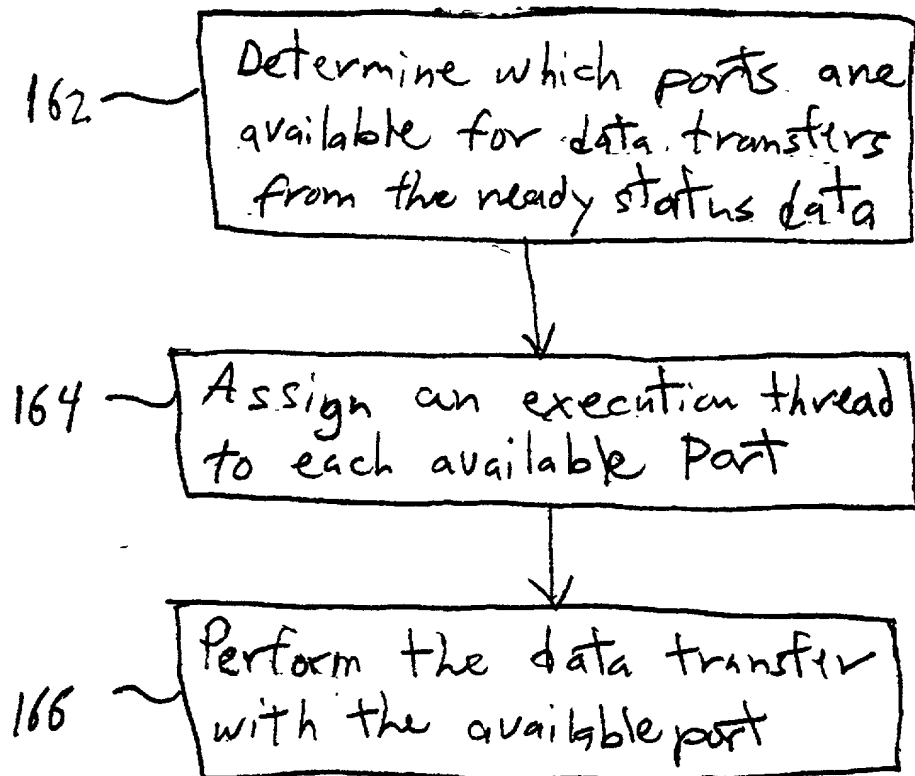 162
Determine which ports are
available for data transfers
from the ready status data
164
Assign an execution thread
to each available Port
166
Perform the data transfer
with the available port